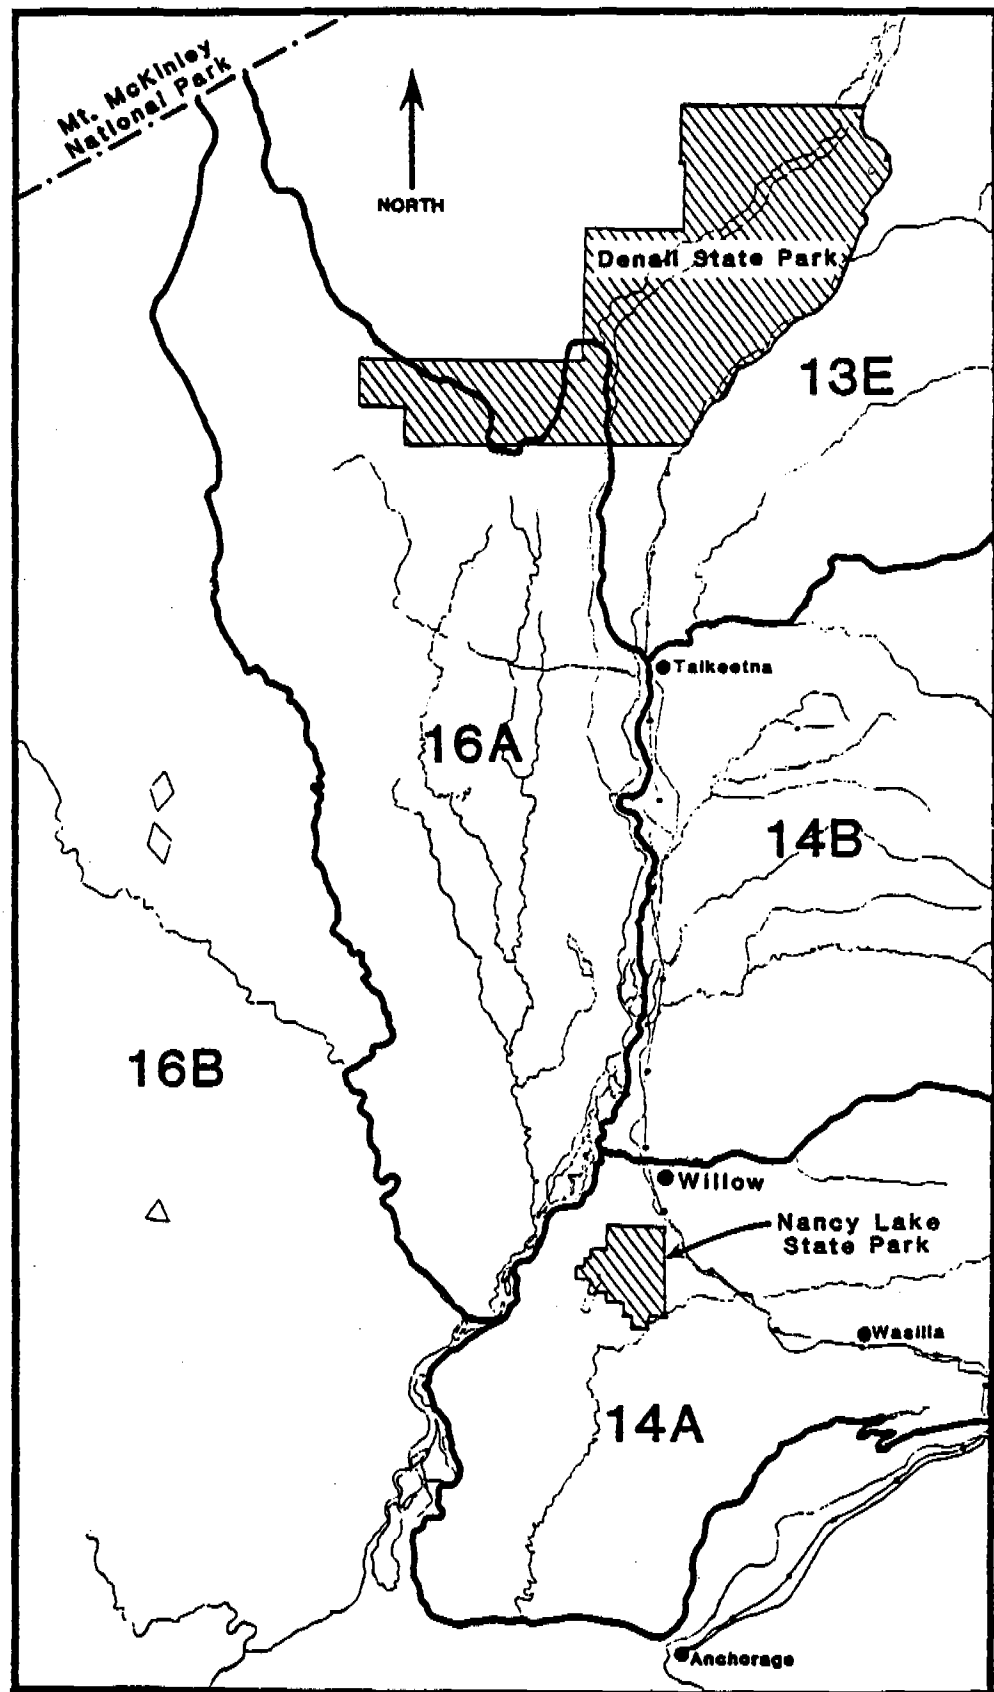 Mt. McKinley
National Park
NORTH
Denali State Park
13E
Talkeetna
16A
14B
16B
Willow
Nancy Lake
State Park
Wasilla
14A
Anchorage